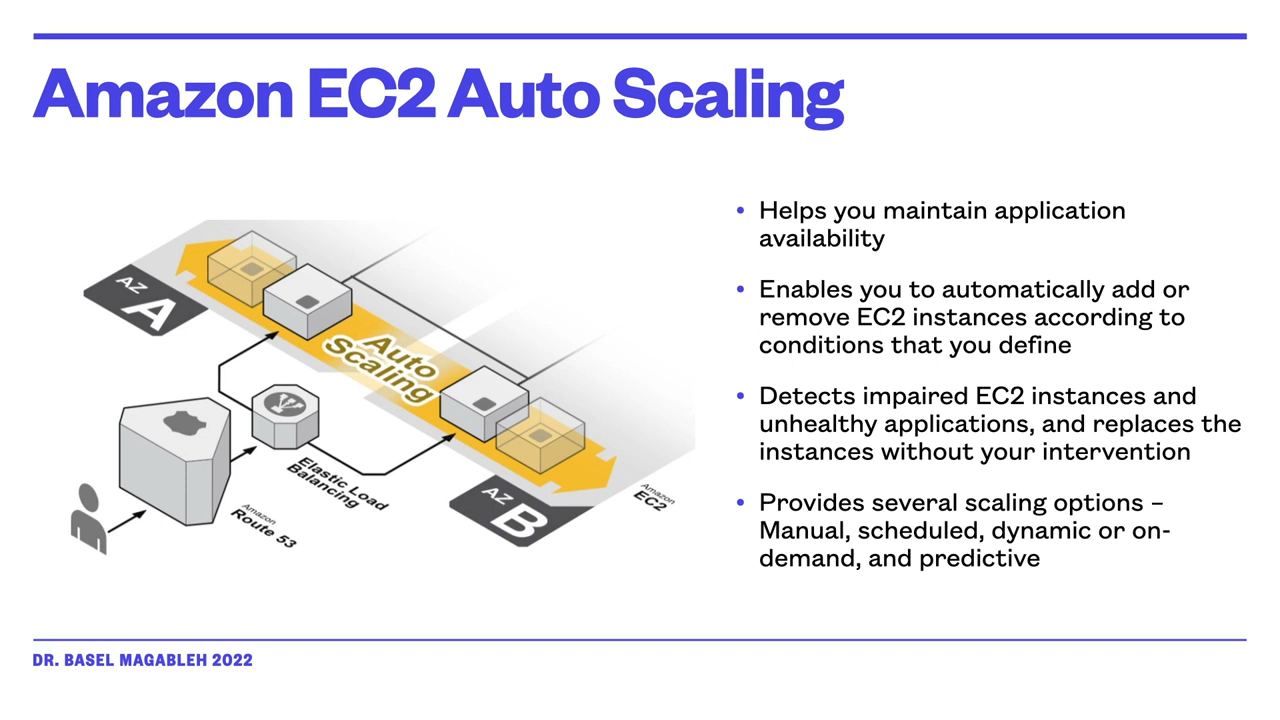 Amazon EC2 Auto Scaling
AZ
A
Auto
Scaling
Elastic Load
Balancing
Amazon
Route 53
AZ
B
Amazon
EC2
• Helps you maintain application
availability
• Enables you to automatically add or
remove EC2 instances according to
conditions that you define
• Detects impaired EC2 instances and
unhealthy applications, and replaces the
instances without your intervention
• Provides several scaling options –
Manual, scheduled, dynamic or on-
demand, and predictive
DR. BASEL MAGABLEH 2022